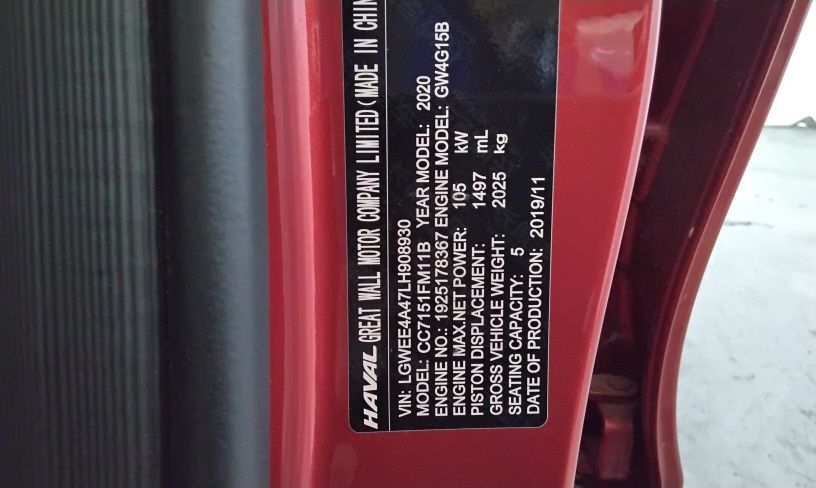 HAVAL GREAT WALL MOTOR COMPANY LIMITED(MADE IN CHIN
VIN: LGWEE4A47LH908930
MODEL: CC7151FM11B YEAR MODEL: 2020
ENGINE NO.: 1925178367 ENGINE MODEL: GW4G15B
ENGINE MAX.NET POWER: 105 kW
PISTON DISPLACEMENT: 1497 mL
GROSS VEHICLE WEIGHT: 2025 kg
SEATING CAPACITY: 5
DATE OF PRODUCTION: 2019/11